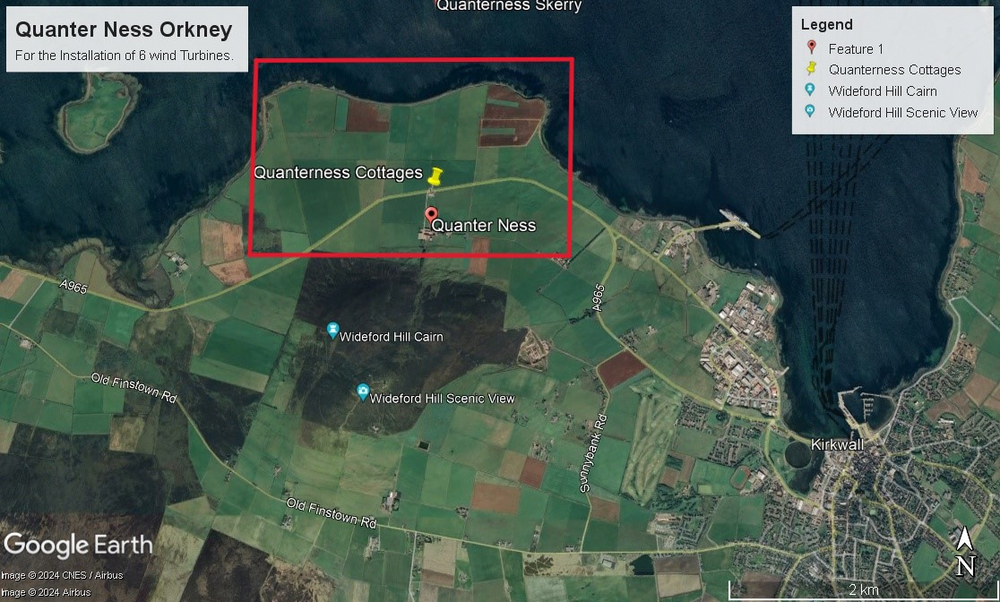 Quanterness Skerry
Quanter Ness Orkney
For the Installation of 6 wind Turbines.
Legend
Feature 1
Quanterness Cottages
Wideford Hill Cairn
Wideford Hill Scenic View
Quanterness Cottages
Quanter Ness
A965
A965
Wideford Hill Cairn
Old Finstown Rd
Wideford Hill Scenic View
Sunnybank Rd
Kirkwall
Old Finstown Rd
Google Earth
N
Image © 2024 CNES / Airbus
Image © 2024 Airbus
2 km